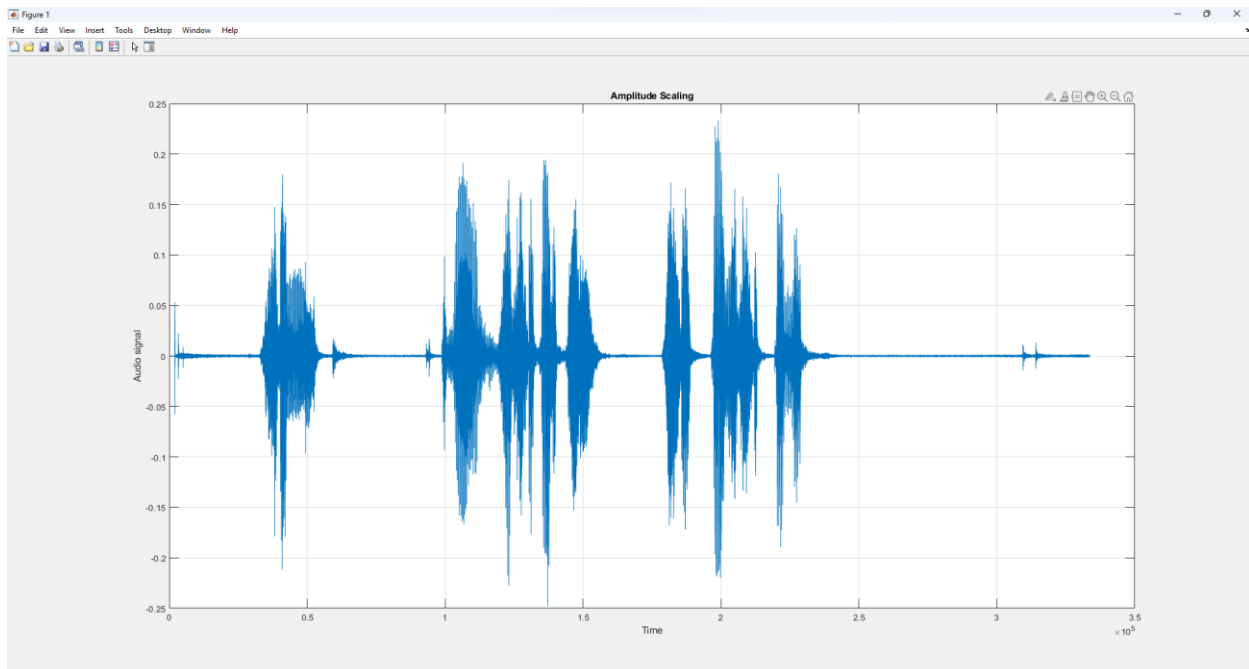 Figure 1
File Edit View Insert Tools Desktop Window Help
Amplitude Scaling
0.25
0.2
0.15
0.1
0.05
0
-0.05
-0.1
-0.15
-0.2
-0.25
Audio signal
0 0.5 1 1.5 2 2.5 3 3.5
Time
×10⁵